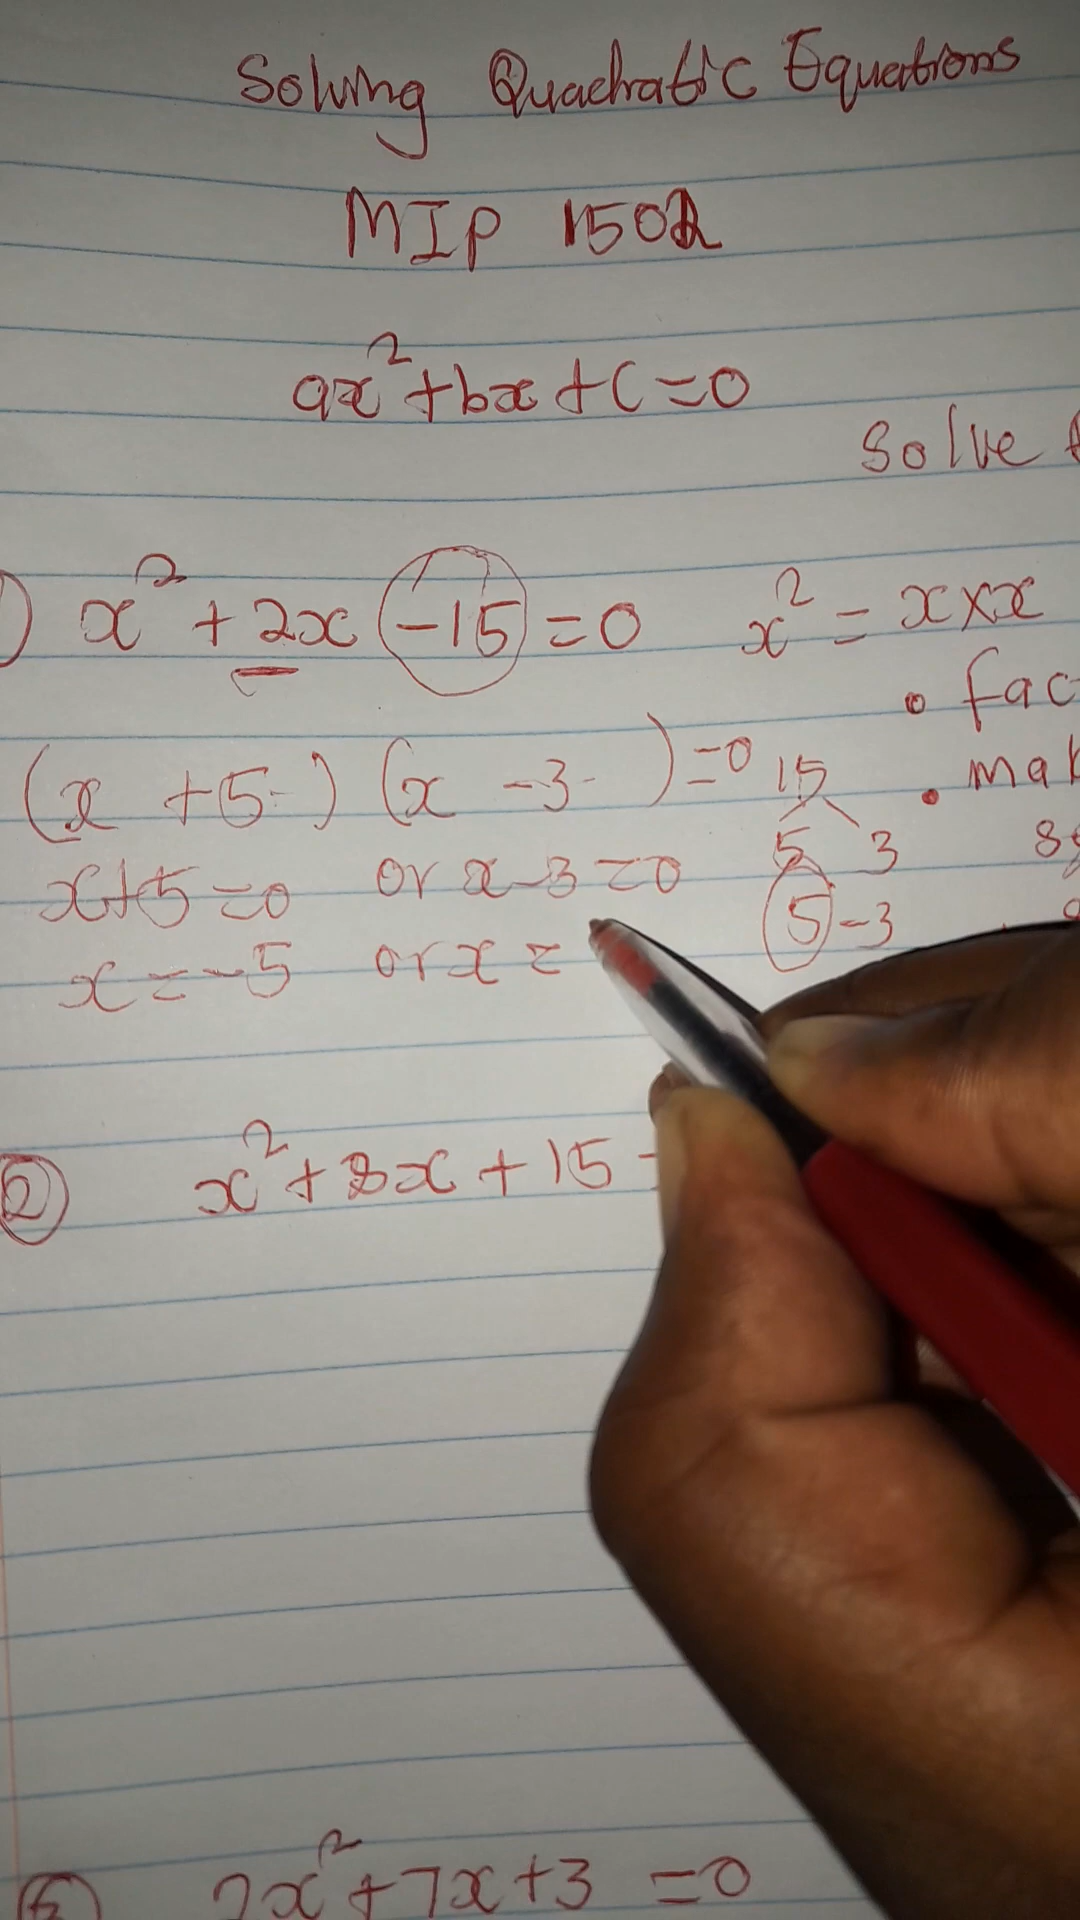 Solving Quadratic Equations
MIP 1502
ax² + bx + c = 0
Solve
) x² + 2x - 15 = 0 x² = x × x
• fac
(x + 5 ) (x - 3 ) = 0 15 • mak
x + 5 = 0 or x - 3 = 0 5 3
5 - 3
x = -5 or x =
② x² + 8x + 15
2x² + 7x + 3 = 0